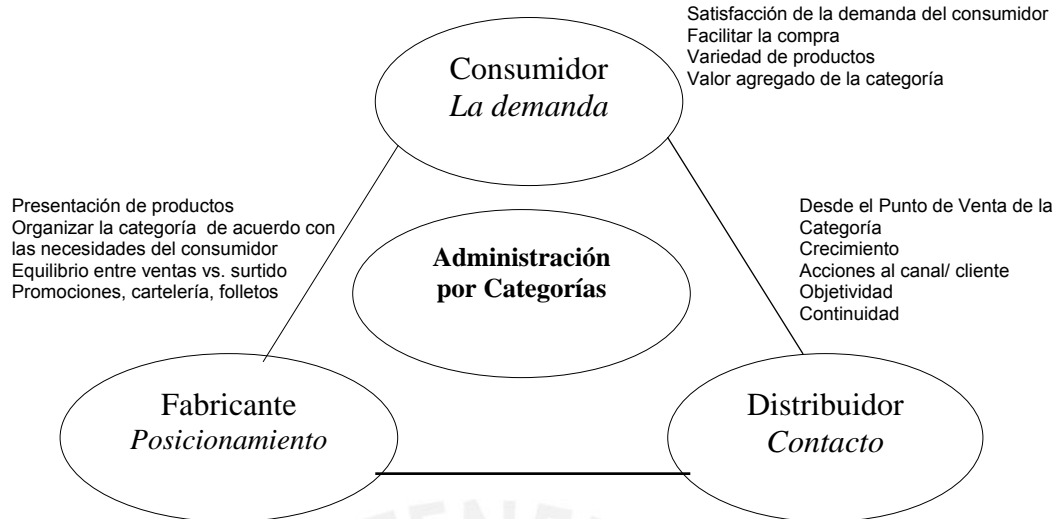 Satisfacción de la demanda del consumidor
Facilitar la compra
Variedad de productos
Valor agregado de la categoría
Consumidor
La demanda
Presentación de productos
Organizar la categoría de acuerdo con
las necesidades del consumidor
Equilibrio entre ventas vs. surtido
Promociones, cartelería, folletos
Desde el Punto de Venta de la
Categoría
Crecimiento
Acciones al canal/ cliente
Objetividad
Continuidad
Administración
por Categorías
Fabricante
Posicionamiento
Distribuidor
Contacto